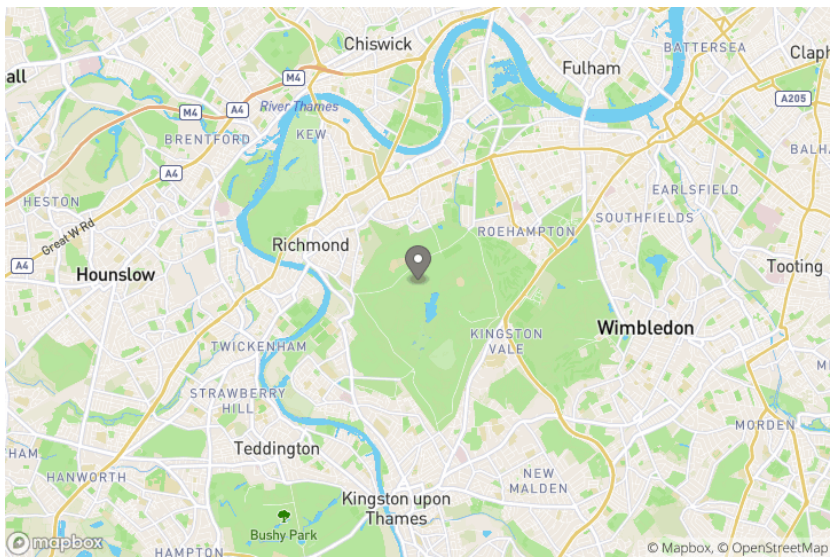 Chiswick
BATTERSEA
Fulham
Claph
all
M4
A205
M4
A4
River Thames
BRENTFORD
KEW
BALHA
A4
HESTON
EARLSFIELD
SOUTHFIELDS
ROEHAMPTON
Great W Rd
Richmond
A4
Hounslow
Tooting
KINGSTON
VALE
Wimbledon
TWICKENHAM
STRAWBERRY
HILL
MORDEN
Teddington
HAM
HANWORTH
NEW
MALDEN
Kingston upon
Thames
Bushy Park
mapbox
© Mapbox, © OpenStreetMap
HAMPTON